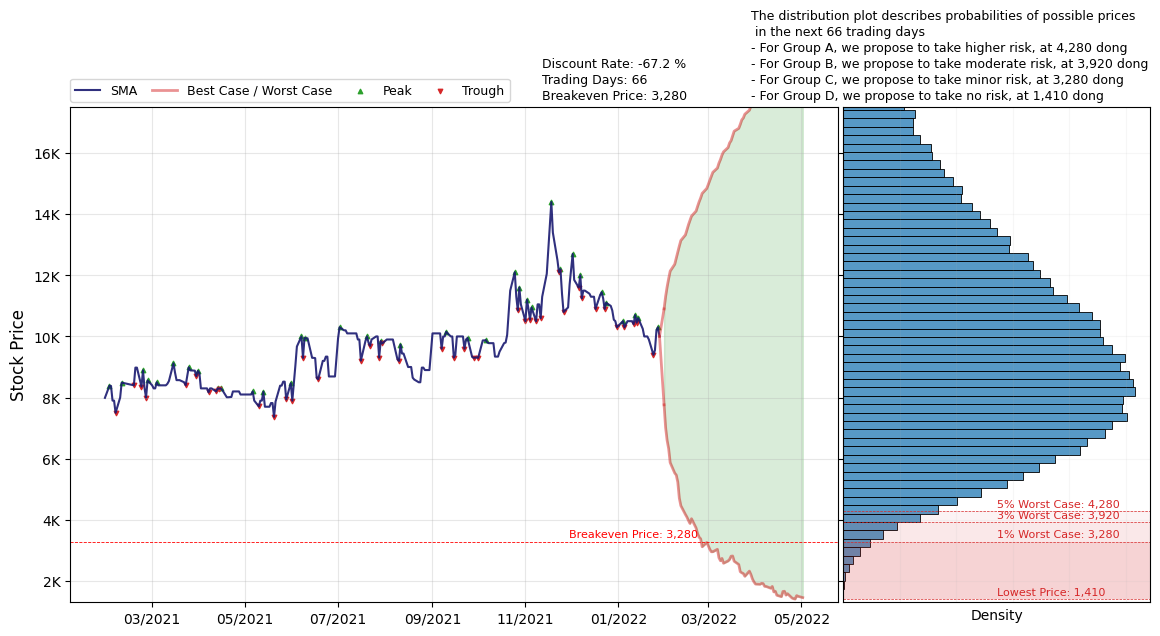 The distribution plot describes probabilities of possible prices
in the next 66 trading days
- For Group A, we propose to take higher risk, at 4,280 dong
- For Group B, we propose to take moderate risk, at 3,920 dong
- For Group C, we propose to take minor risk, at 3,280 dong
- For Group D, we propose to take no risk, at 1,410 dong
Discount Rate: -67.2 %
Trading Days: 66
Breakeven Price: 3,280
SMA
Best Case / Worst Case
Peak
Trough
Stock Price
16K
14K
12K
10K
8K
6K
4K
2K
Breakeven Price: 3,280
03/2021
05/2021
07/2021
09/2021
11/2021
01/2022
03/2022
05/2022
5% Worst Case: 4,280
3% Worst Case: 3,920
1% Worst Case: 3,280
Lowest Price: 1,410
Density